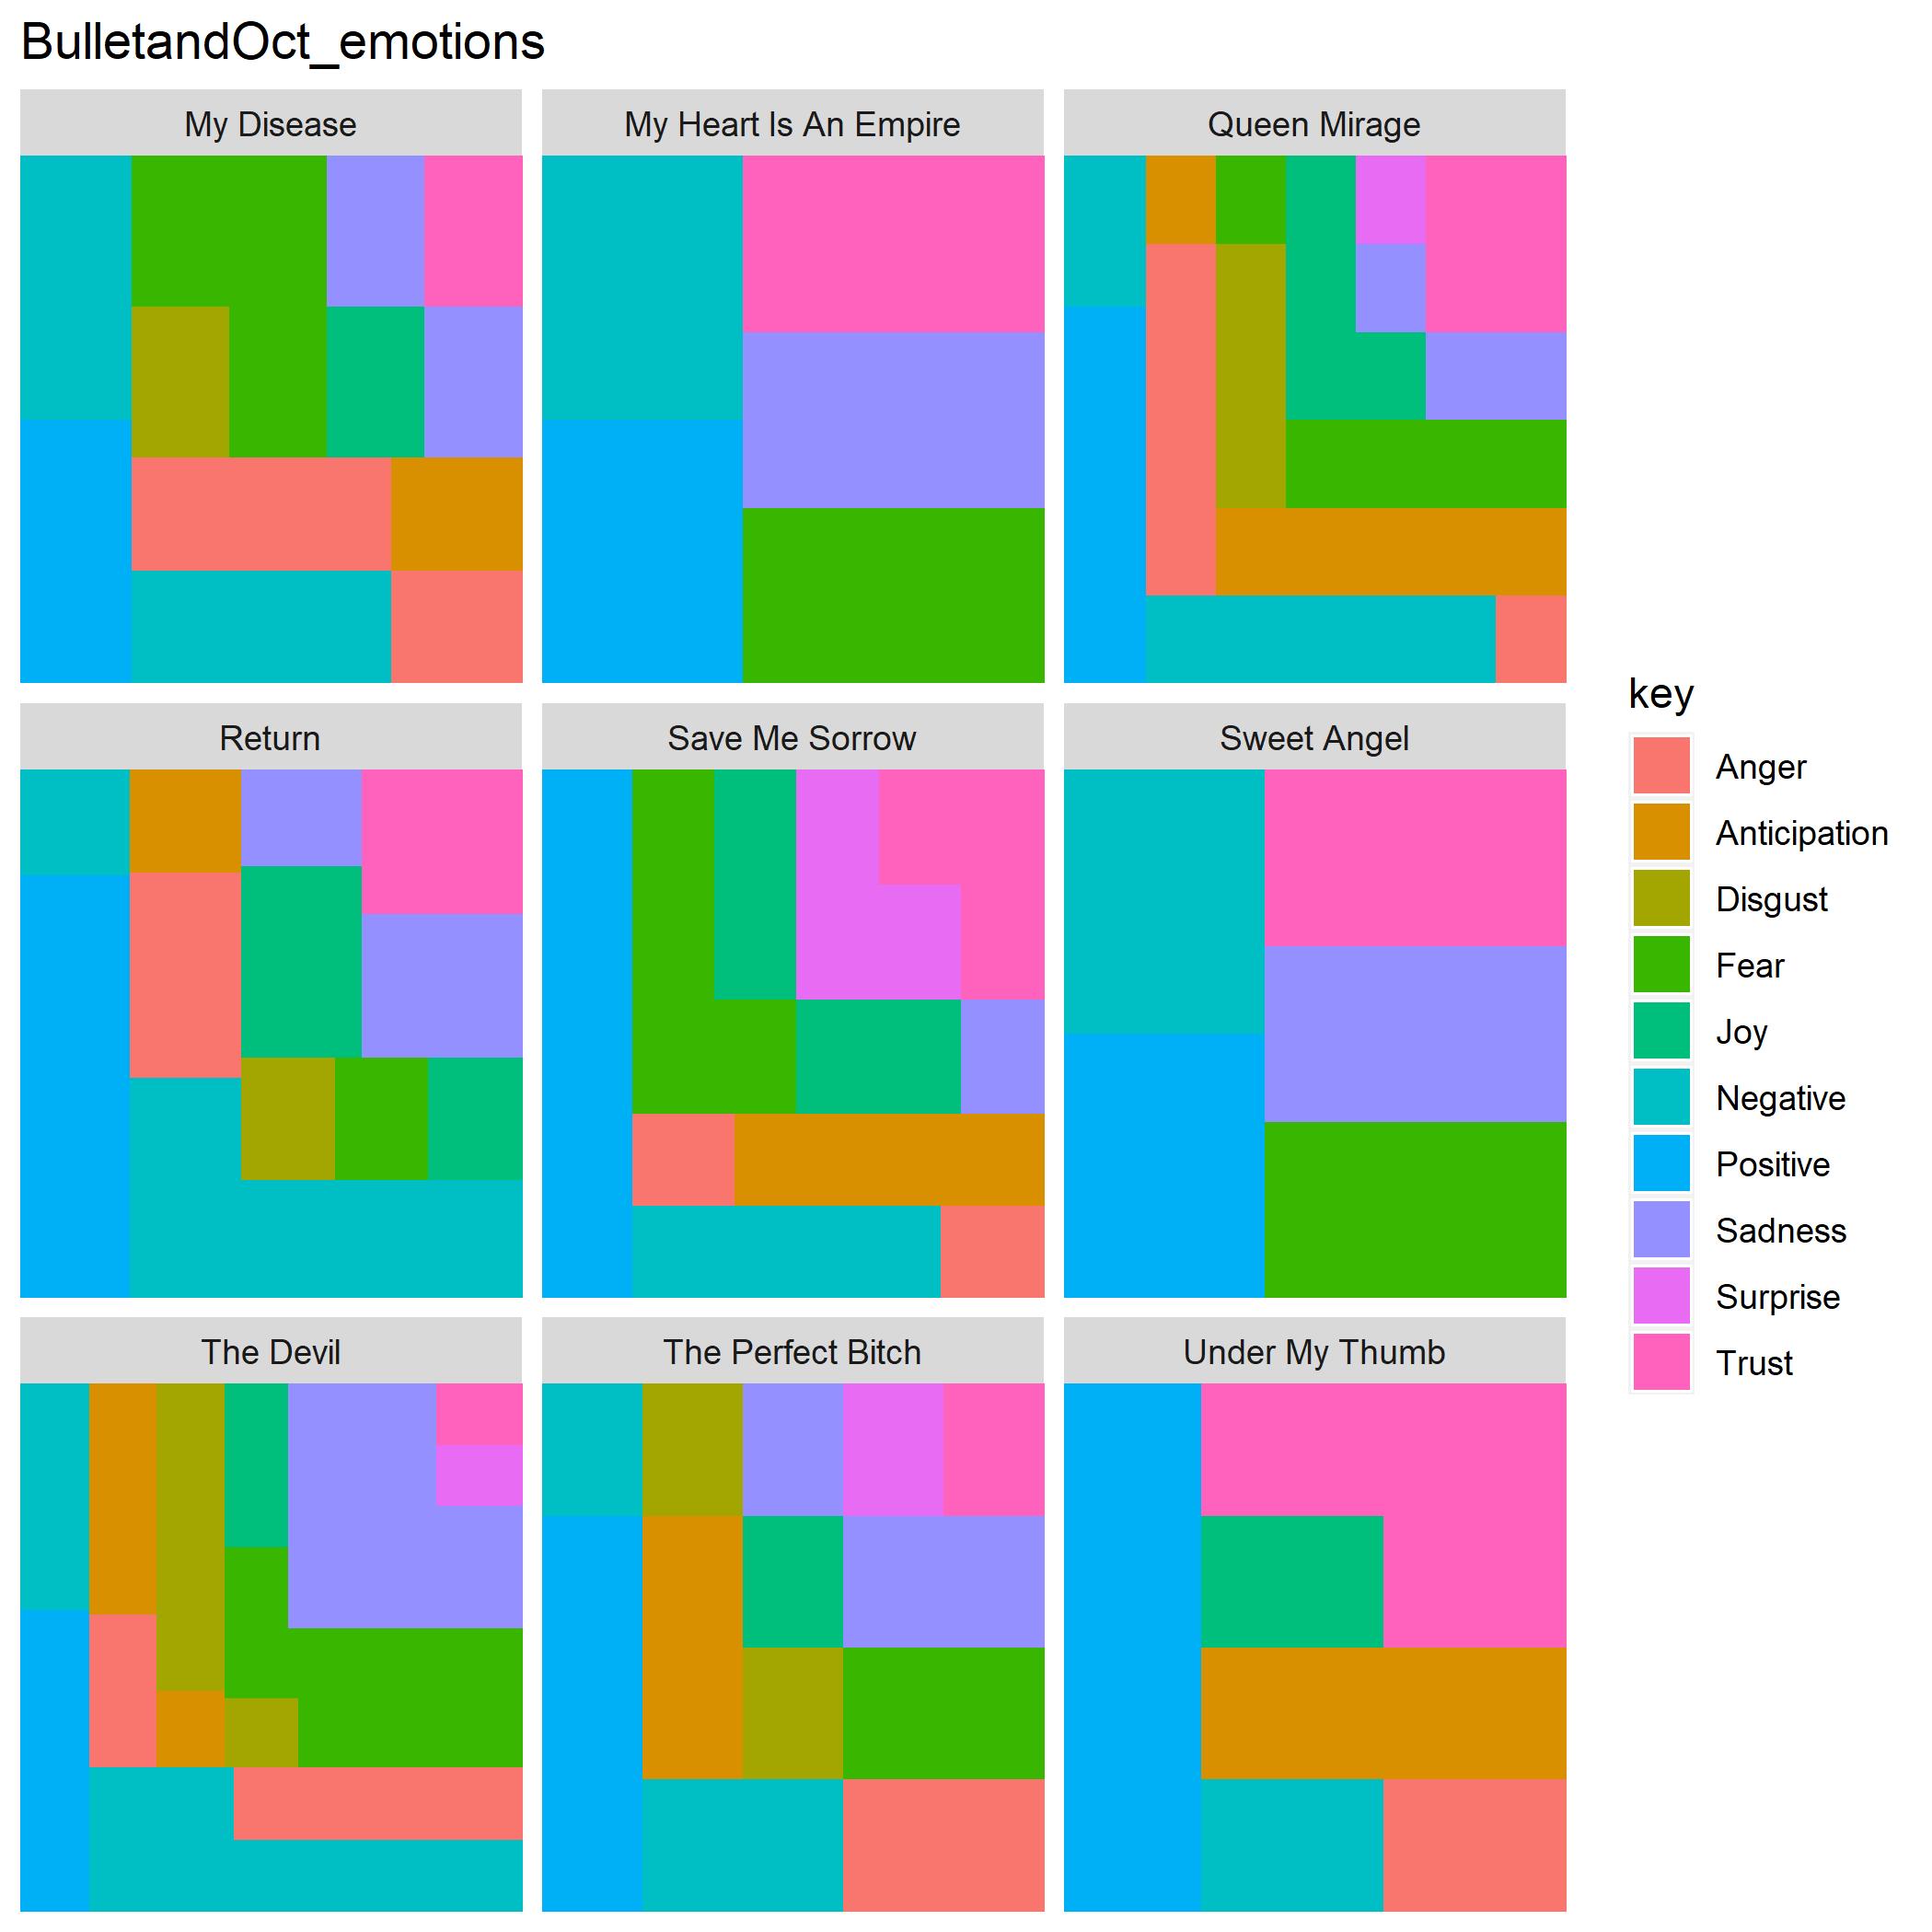 BulletandOct_emotions
My Disease
My Heart Is An Empire
Queen Mirage
Return
Save Me Sorrow
Sweet Angel
The Devil
The Perfect Bitch
Under My Thumb
key
Anger
Anticipation
Disgust
Fear
Joy
Negative
Positive
Sadness
Surprise
Trust